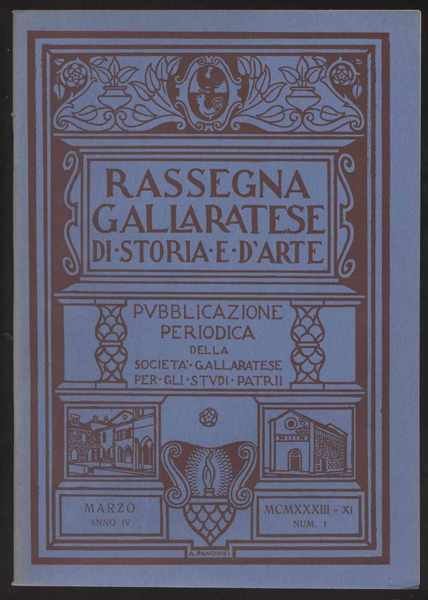 RASSEGNA
GALLARATESE
DI·STORIA·E·D'ARTE
PVBBLICAZIONE
PERIODICA
DELLA
SOCIETA'·GALLARATESE
PER·GLI·STVDI·PATRII
MARZO
ANNO IV
MCMXXXIII - XI
NUM. 1